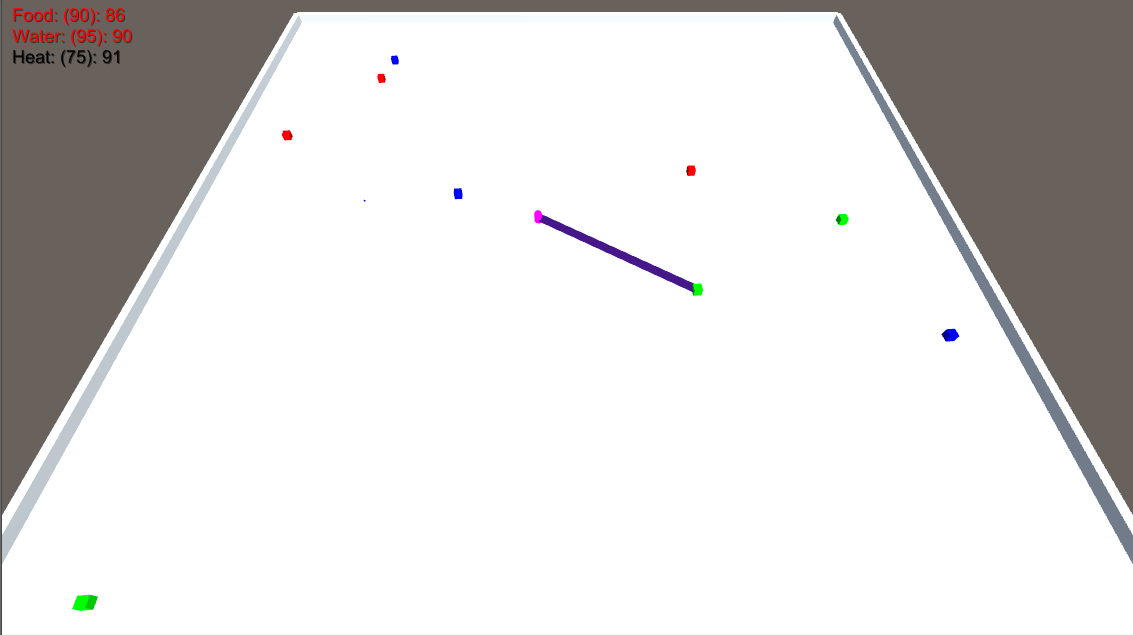 Food: (90): 86
Water: (95): 90
Heat: (75): 91